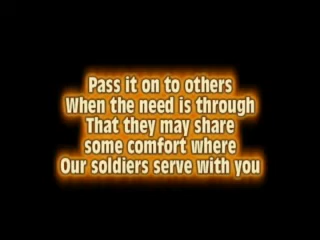 Pass it on to others
When the need is through
That they may share
some comfort where
Our soldiers serve with you